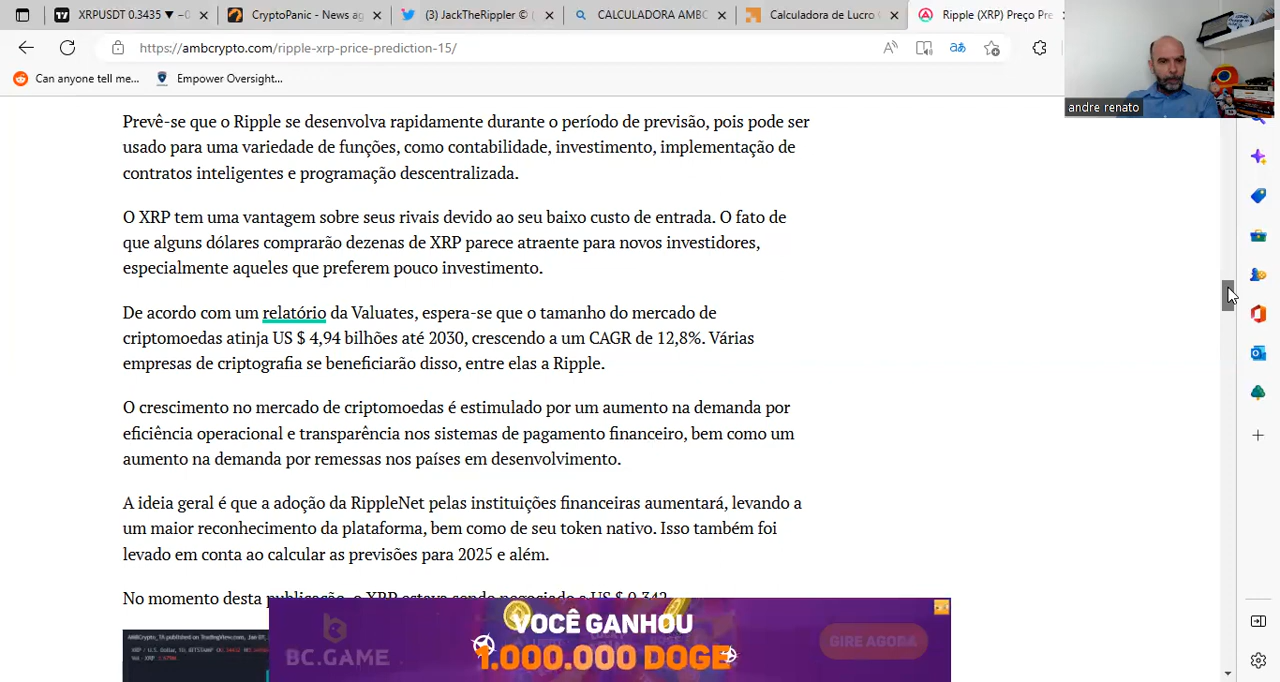 XRPUSDT 0.3435 ▼ −0
CryptoPanic - News ag
(3) JackTheRippler ©
CALCULADORA AMBC
Calculadora de Lucro
Ripple (XRP) Preço Pre
https://ambcrypto.com/ripple-xrp-price-prediction-15/
Can anyone tell me...
Empower Oversight...
andre renato
Prevê-se que o Ripple se desenvolva rapidamente durante o período de previsão, pois pode ser
usado para uma variedade de funções, como contabilidade, investimento, implementação de
contratos inteligentes e programação descentralizada.
O XRP tem uma vantagem sobre seus rivais devido ao seu baixo custo de entrada. O fato de
que alguns dólares comprarão dezenas de XRP parece atraente para novos investidores,
especialmente aqueles que preferem pouco investimento.
De acordo com um relatório da Valuates, espera-se que o tamanho do mercado de
criptomoedas atinja US $ 4,94 bilhões até 2030, crescendo a um CAGR de 12,8%. Várias
empresas de criptografia se beneficiarão disso, entre elas a Ripple.
O crescimento no mercado de criptomoedas é estimulado por um aumento na demanda por
eficiência operacional e transparência nos sistemas de pagamento financeiro, bem como um
aumento na demanda por remessas nos países em desenvolvimento.
A ideia geral é que a adoção da RippleNet pelas instituições financeiras aumentará, levando a
um maior reconhecimento da plataforma, bem como de seu token nativo. Isso também foi
levado em conta ao calcular as previsões para 2025 e além.
No momento desta publicação, o XRP estava sendo negociado a US $ 0,342
VOCÊ GANHOU
1.000.000 DOGE
BC.GAME
GIRE AGORA